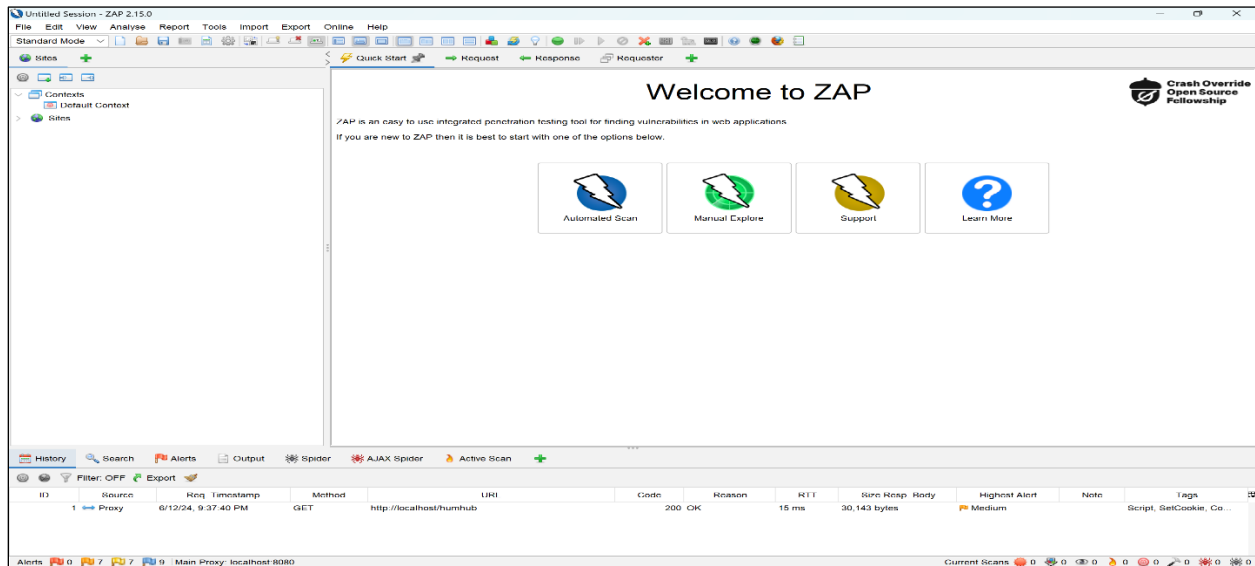 Untitled Session - ZAP 2.15.0
File Edit View Analyse Report Tools Import Export Online Help
Standard Mode
Sites
Quick Start Request Response Requester
Contexts
Default Context
Sites
Welcome to ZAP
Crash Override
Open Source
Fellowship
ZAP is an easy to use integrated penetration testing tool for finding vulnerabilities in web applications.
If you are new to ZAP then it is best to start with one of the options below.
Automated Scan Manual Explore Support Learn More
History Search Alerts Output Spider AJAX Spider Active Scan
Filter: OFF Export
ID Source Req. Timestamp Method URL Code Reason RTT Size Resp. Body Highest Alert Note Tags
1 Proxy 6/12/24, 9:37:40 PM GET http://localhost/humhub 200 OK 15 ms 30,143 bytes Medium Script, SetCookie, Co...
Alerts 0 7 7 9 Main Proxy: localhost:8080 Current Scans 0 0 0 0 0 0 0 0